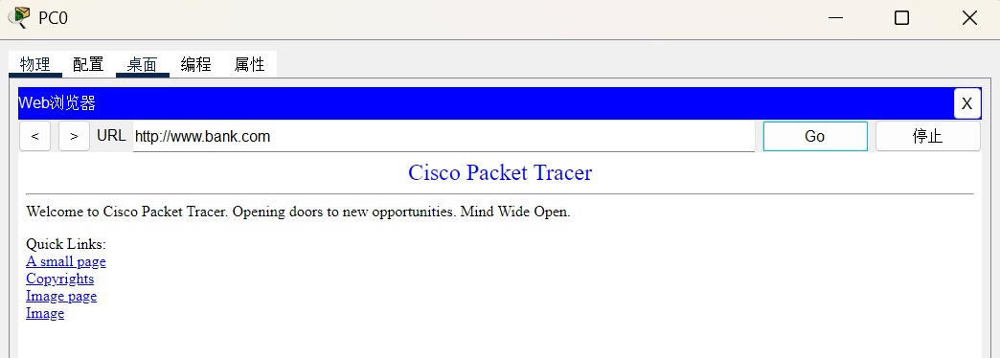 PC0
物理 配置 桌面 编程 属性
Web浏览器 X
< > URL http://www.bank.com Go 停止
Cisco Packet Tracer
Welcome to Cisco Packet Tracer. Opening doors to new opportunities. Mind Wide Open.
Quick Links:
A small page
Copyrights
Image page
Image